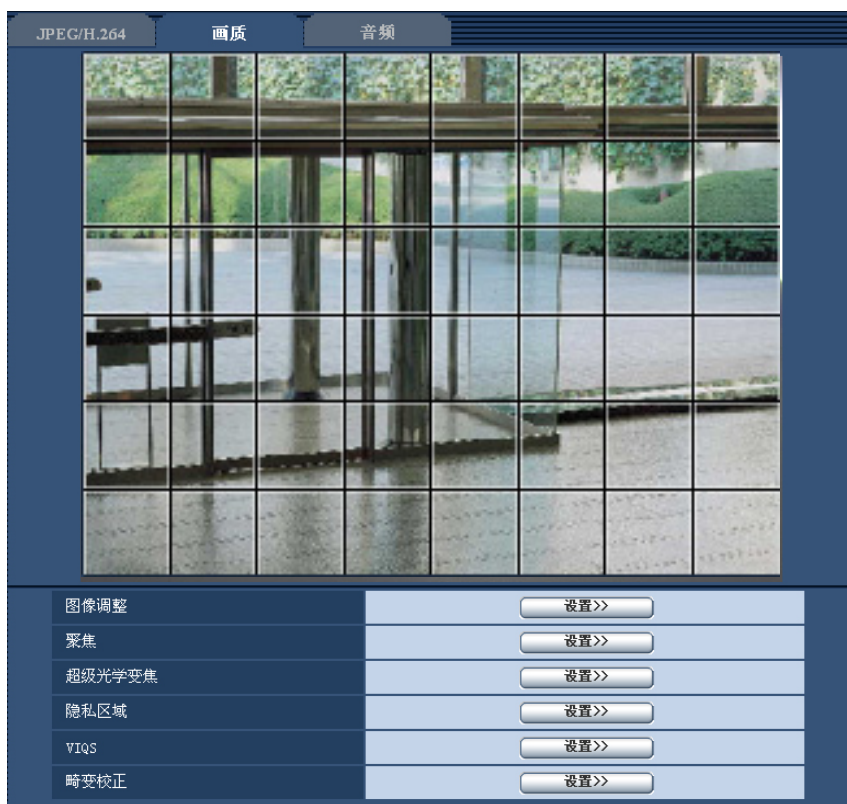 JPEG/H.264 画质 音频
图像调整 设置>>
聚焦 设置>>
超级光学变焦 设置>>
隐私区域 设置>>
VIQS 设置>>
畸变校正 设置>>